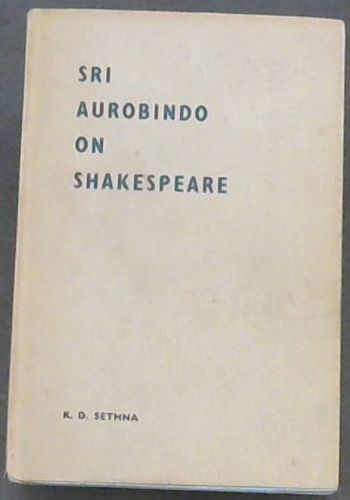 SRI
AUROBINDO
ON
SHAKESPEARE
K. D. SETHNA